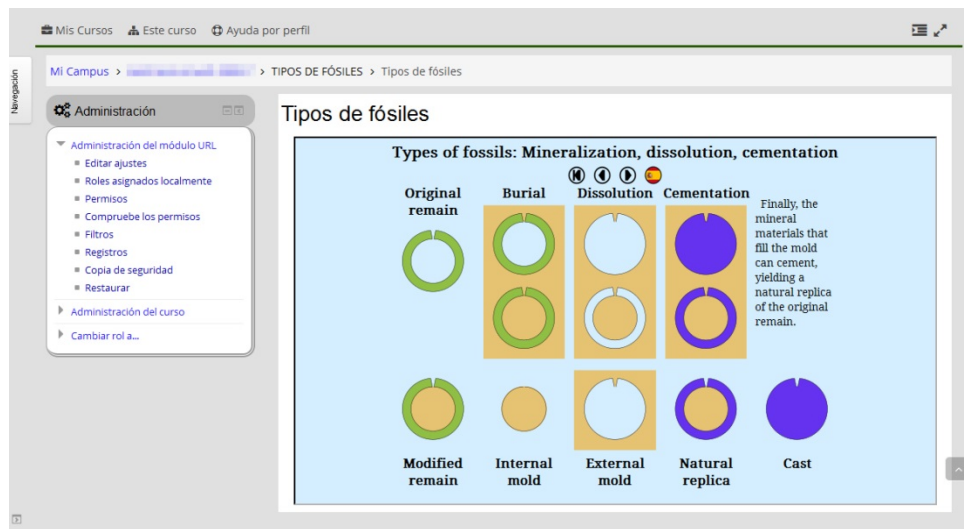 Mis Cursos Este curso Ayuda por perfil
Navegación
Mi Campus > > TIPOS DE FÓSILES > Tipos de fósiles
Administración
Administración del módulo URL
Editar ajustes
Roles asignados localmente
Permisos
Compruebe los permisos
Filtros
Registros
Copia de seguridad
Restaurar
Administración del curso
Cambiar rol a...
Tipos de fósiles
Types of fossils: Mineralization, dissolution, cementation
Original
remain
Burial
Dissolution
Cementation
Finally, the
mineral
materials that
fill the mold
can cement,
yielding a
natural replica
of the original
remain.
Modified
remain
Internal
mold
External
mold
Natural
replica
Cast